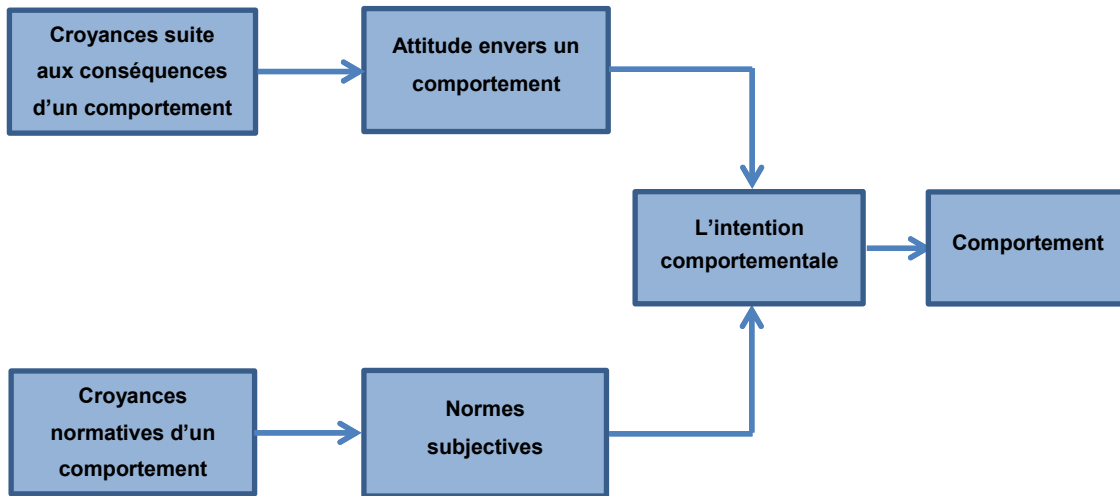 Croyances suite
aux conséquences
d’un comportement
Attitude envers un
comportement
L’intention
comportementale
Comportement
Croyances
normatives d’un
comportement
Normes
subjectives